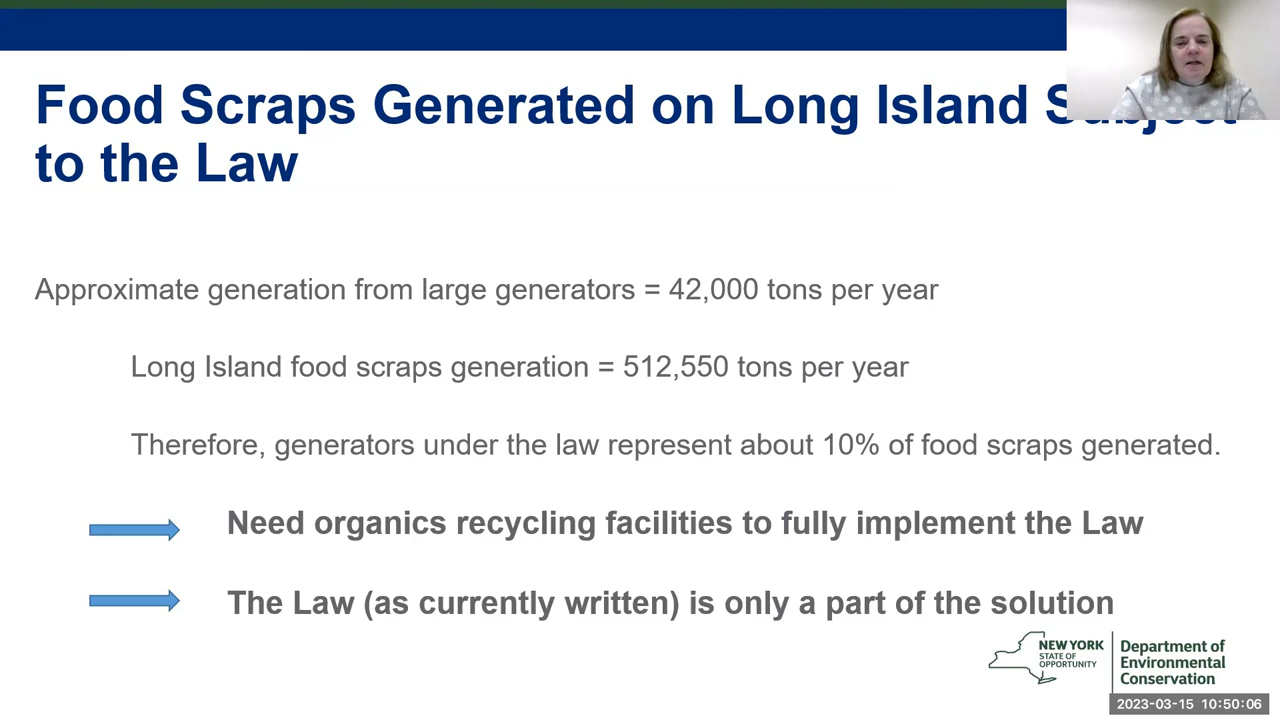 Food Scraps Generated on Long Island Subject
to the Law
Approximate generation from large generators = 42,000 tons per year
Long Island food scraps generation = 512,550 tons per year
Therefore, generators under the law represent about 10% of food scraps generated.
Need organics recycling facilities to fully implement the Law
The Law (as currently written) is only a part of the solution
NEW YORK
STATE OF
OPPORTUNITY
Department of
Environmental
Conservation
2023-03-15 10:50:06